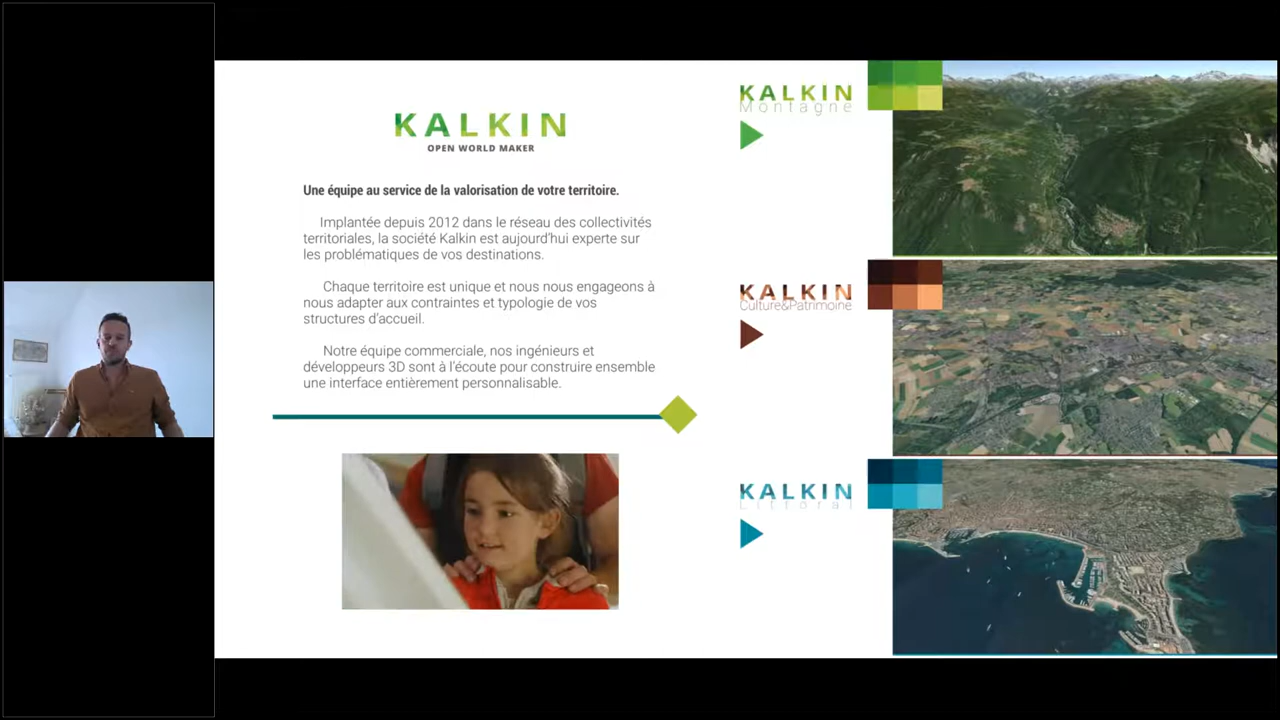 KALKIN
OPEN WORLD MAKER
Une équipe au service de la valorisation de votre territoire.
Implantée depuis 2012 dans le réseau des collectivités
territoriales, la société Kalkin est aujourd'hui experte sur
les problématiques de vos destinations.
Chaque territoire est unique et nous nous engageons à
nous adapter aux contraintes et typologie de vos
structures d'accueil.
Notre équipe commerciale, nos ingénieurs et
développeurs 3D sont à l'écoute pour construire ensemble
une interface entièrement personnalisable.
KALKIN
Montagne
KALKIN
Culture&Patrimoine
KALKIN
Littoral